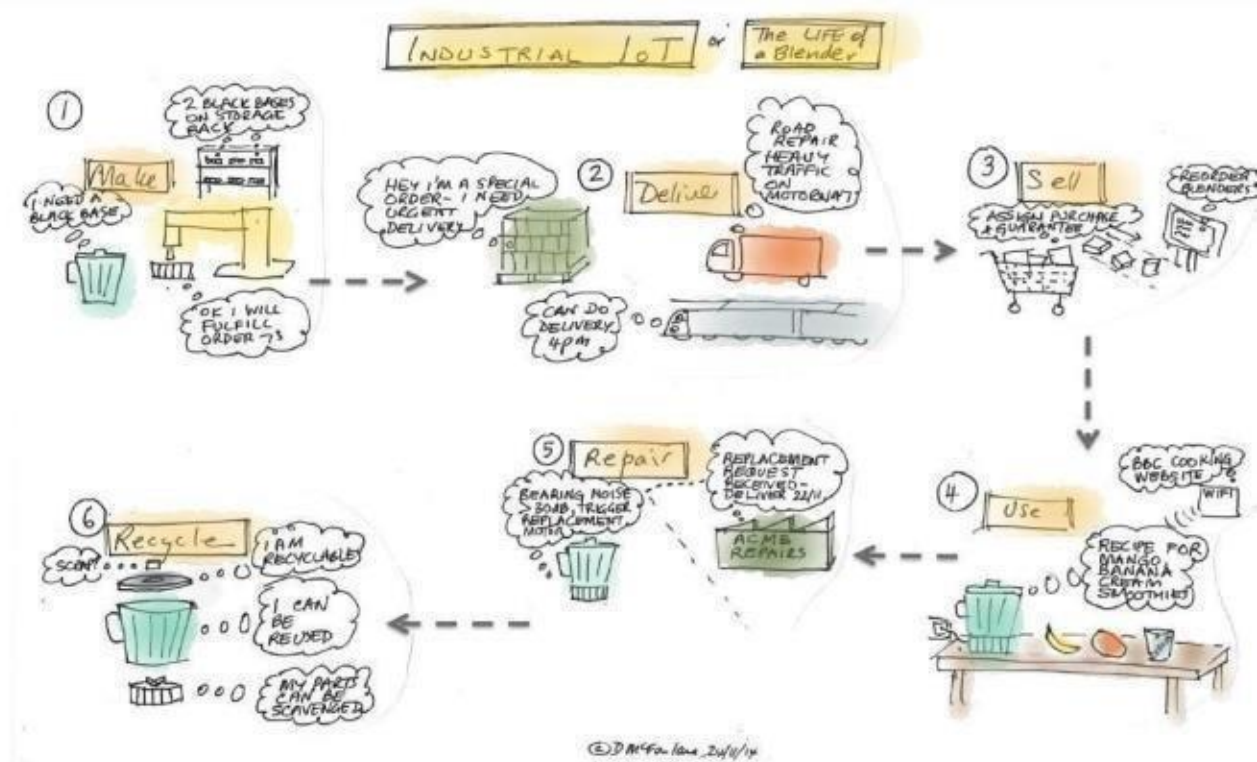 INDUSTRIAL IoT or The LIFE of
a Blender
1
2 BLACK BASES
ON STORAGE
BACK
Make
I NEED A
BLACK BASE
OK I WILL
FULFILL
ORDER 73
HEY I'M A SPECIAL
ORDER- I NEED
URGENT
DELIVERY
2
Deliver
ROAD
REPAIR
HEAVY
TRAFFIC
ON
MOTORWAY
CAN DO
DELIVERY
4pm
3
Sell
REORDER
BLENDERS
ASSIGN PURCHASE
& GUARANTEE
4
Use
BBC COOKING
WEBSITE
WIFI
RECIPE FOR
MANGO
BANANA
CREAM
SMOOTHIES
5
Repair
REPLACEMENT
REQUEST
RECEIVED-
DELIVER 22/11
BEARING NOISE
> 30dB, TRIGGER
REPLACEMENT
MOTOR
ACME
REPAIRS
6
Recycle
I AM
RECYCLABLE
I CAN
BE
REUSED
MY PARTS
CAN BE
SCAVENGED
© D McFarlane